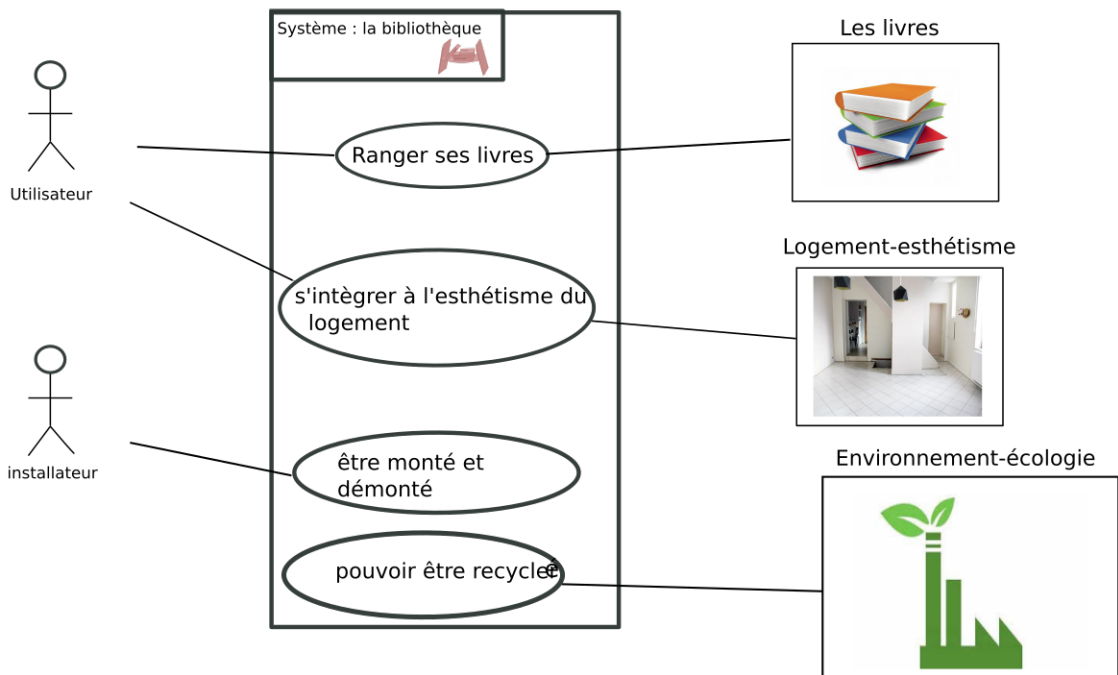 Système : la bibliothèque
Les livres
Utilisateur
Ranger ses livres
Logement-esthétisme
s'intègrer à l'esthétisme du
logement
installateur
être monté et
démonté
Environnement-écologie
pouvoir être recycleré